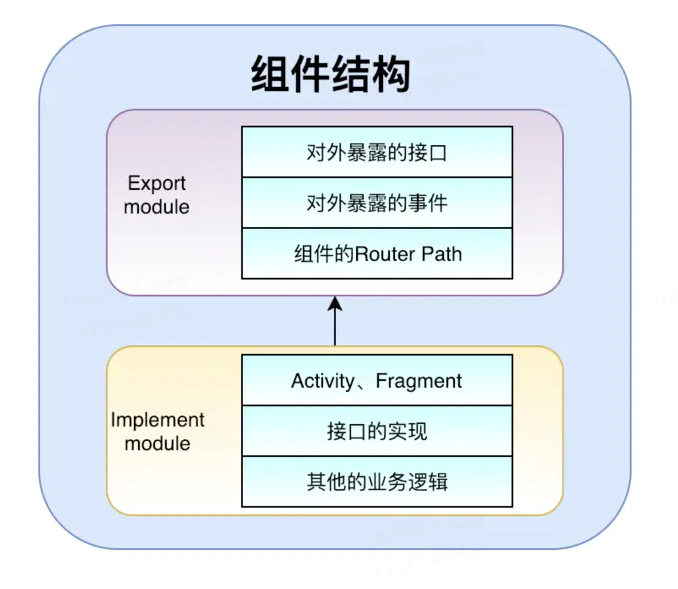 组件结构
Export
module
对外暴露的接口
对外暴露的事件
组件的Router Path
Implement
module
Activity、Fragment
接口的实现
其他的业务逻辑